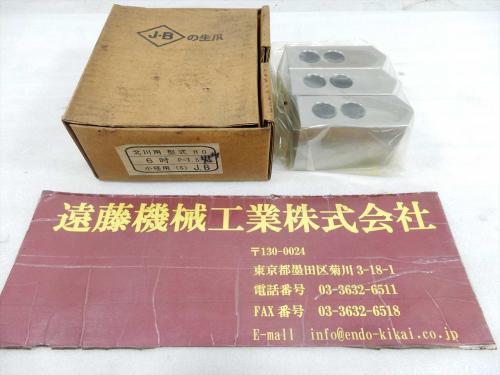 J-B の生爪
北川用 型式 HO
6吋 P=1.5
小径用 (S) J.B
遠藤機械工業株式会社
〒130-0024
東京都墨田区菊川3-18-1
電話番号 03-3632-6511
FAX番号 03-3632-6518
E-mail info@endo-kikai.co.jp